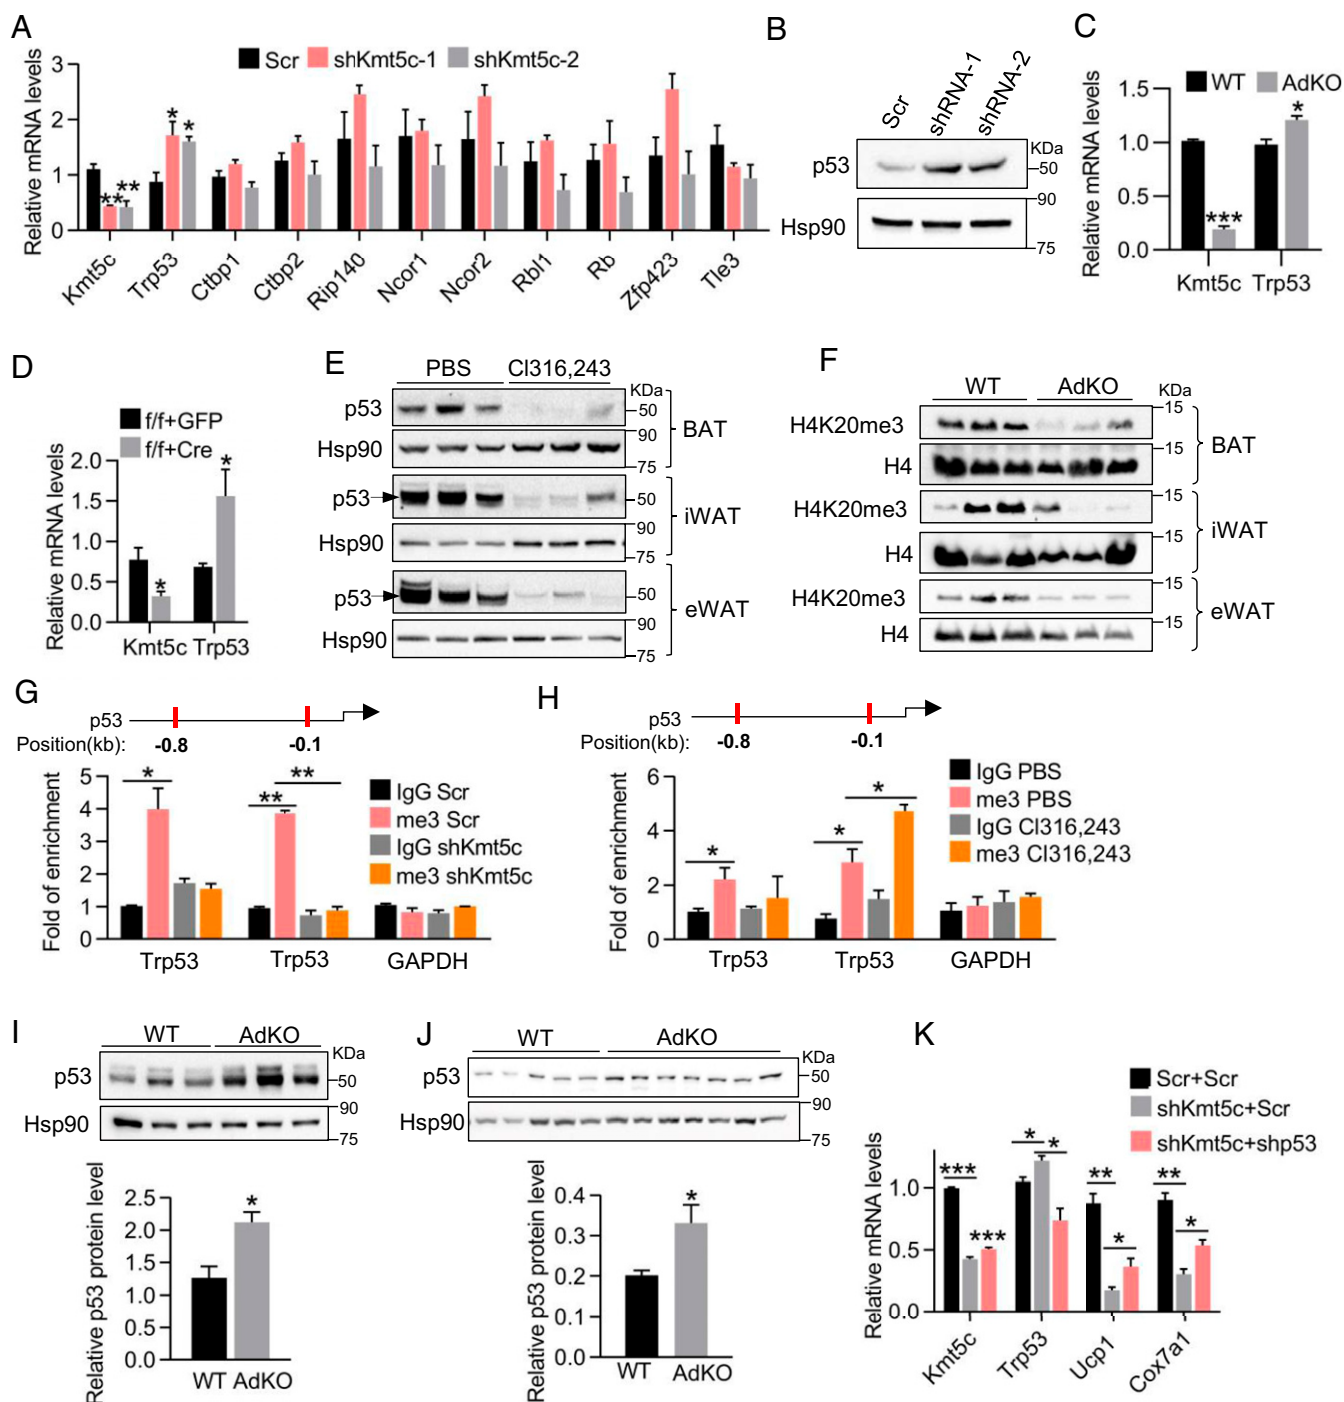 A
Scr shKmt5c-1 shKmt5c-2
Relative mRNA levels
3
2
1
0
Kmt5c Trp53 Ctbp1 Ctbp2 Rip140 Ncor1 Ncor2 Rbl1 Rb Zfp423 Tle3
** ** * *
B
Scr shRNA-1 shRNA-2
KDa
p53
50
90
Hsp90
75
C
WT AdKO
Relative mRNA levels
1.5
1.0
0.5
0.0
*** *
Kmt5c Trp53
D
f/f+GFP
f/f+Cre
Relative mRNA levels
2.0
1.5
1.0
0.5
0.0
* *
Kmt5c Trp53
E
PBS Cl316,243
KDa
p53
50
90
BAT
Hsp90
75
p53
50
iWAT
90
Hsp90
75
p53
50
90
eWAT
Hsp90
75
F
WT AdKO
KDa
15
H4K20me3
BAT
15
H4
15
H4K20me3
iWAT
15
H4
15
H4K20me3
eWAT
15
H4
G
p53
Position(kb): -0.8 -0.1
Fold of enrichment
5
4
3
2
1
0
* ** **
IgG Scr
me3 Scr
IgG shKmt5c
me3 shKmt5c
Trp53 Trp53 GAPDH
H
p53
Position(kb): -0.8 -0.1
Fold of enrichment
6
4
2
0
* * *
IgG PBS
me3 PBS
IgG Cl316,243
me3 Cl316,243
Trp53 Trp53 GAPDH
I
WT AdKO
KDa
p53
50
90
Hsp90
75
Relative p53 protein level
2.5
2.0
1.5
1.0
0.5
0.0
*
WT AdKO
J
WT AdKO
KDa
p53
50
90
Hsp90
75
Relative p53 protein level
0.4
0.3
0.2
0.1
0.0
*
WT AdKO
K
Scr+Scr
shKmt5c+Scr
shKmt5c+shp53
Relative mRNA levels
1.0
0.5
0.0
*** *** * * ** * ** *
Kmt5c Trp53 Ucp1 Cox7a1